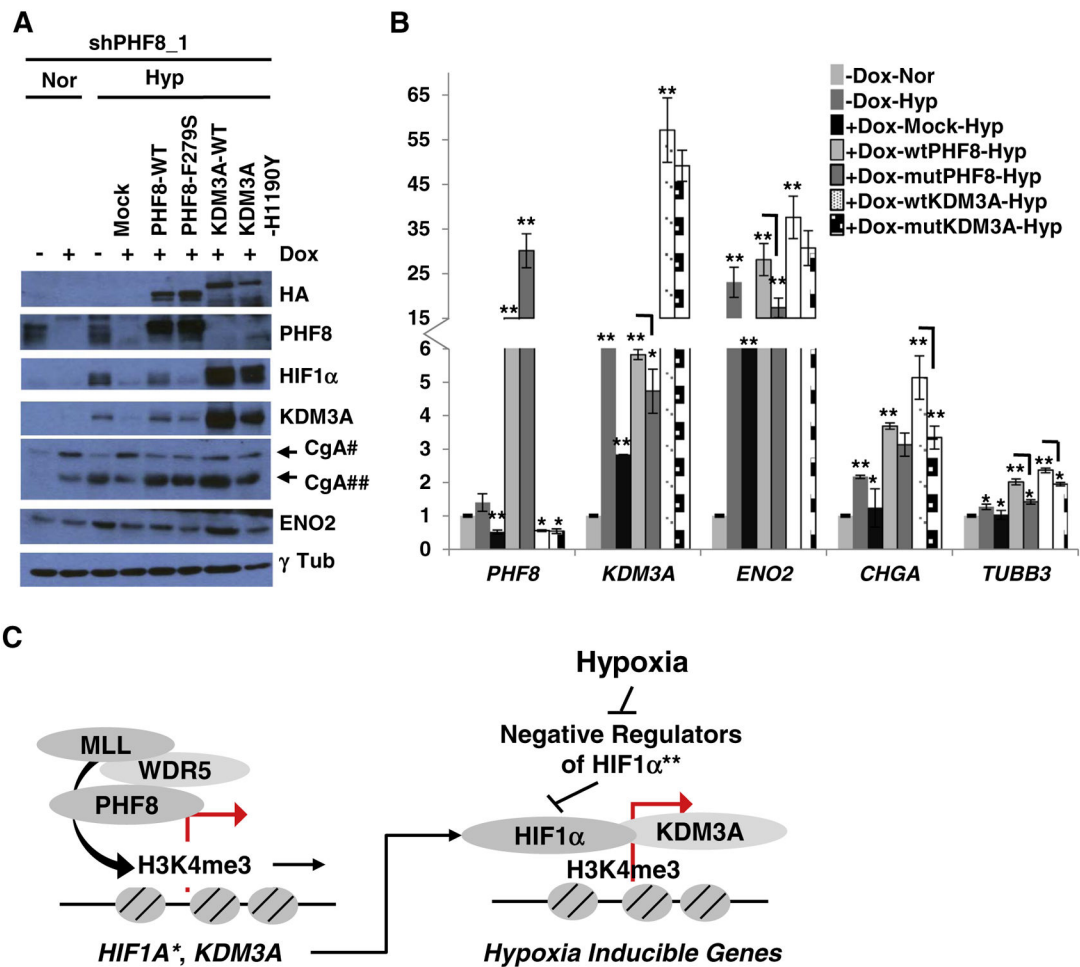 A
shPHF8_1
Nor
Hyp
Mock
PHF8-WT
PHF8-F279S
KDM3A-WT
KDM3A
-H1190Y
- + - + + + + + Dox
HA
PHF8
HIF1α
KDM3A
CgA#
CgA##
ENO2
γ Tub
B
-Dox-Nor
-Dox-Hyp
+Dox-Mock-Hyp
+Dox-wtPHF8-Hyp
+Dox-mutPHF8-Hyp
+Dox-wtKDM3A-Hyp
+Dox-mutKDM3A-Hyp
65
55
45
35
25
15
6
5
4
3
2
1
0
** ** ** * *
** ** ** * **
** ** ** ** **
** * ** ** **
* * ** * ** *
PHF8
KDM3A
ENO2
CHGA
TUBB3
C
MLL
WDR5
PHF8
H3K4me3
HIF1A*, KDM3A
Hypoxia
Negative Regulators
of HIF1α**
HIF1α
KDM3A
H3K4me3
Hypoxia Inducible Genes